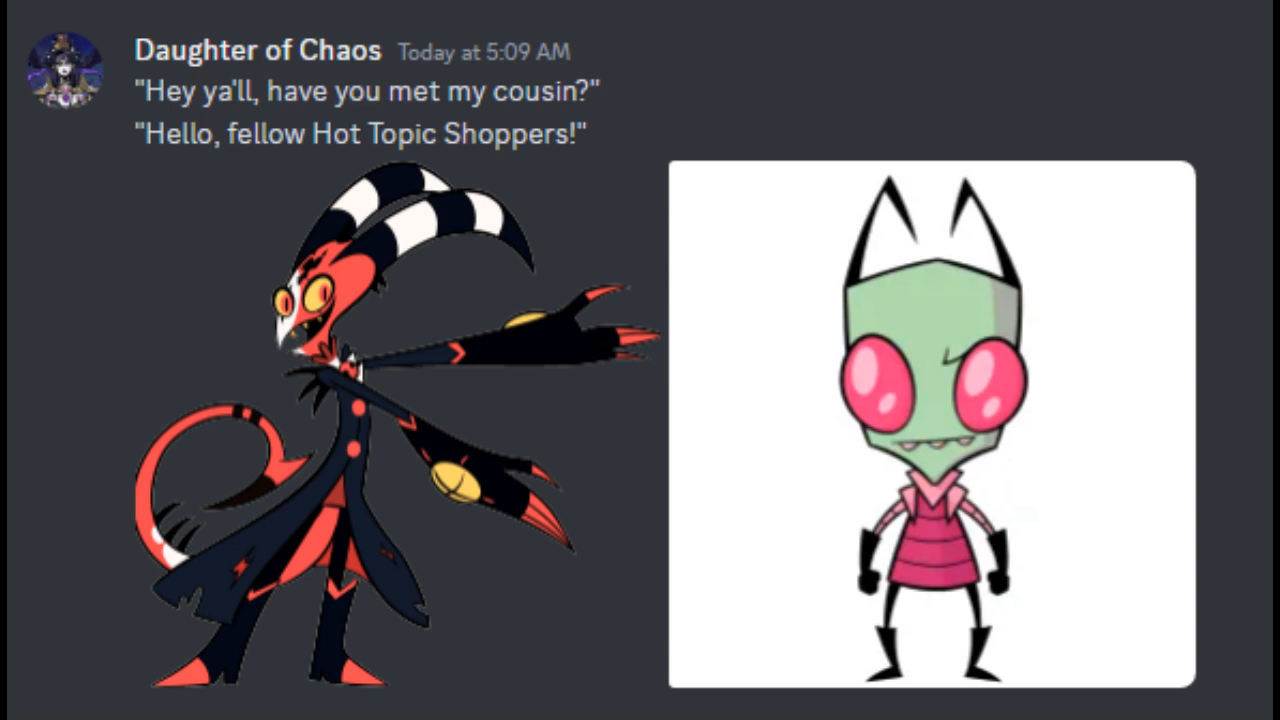 Daughter of Chaos Today at 5:09 AM
"Hey ya'll, have you met my cousin?"
"Hello, fellow Hot Topic Shoppers!"